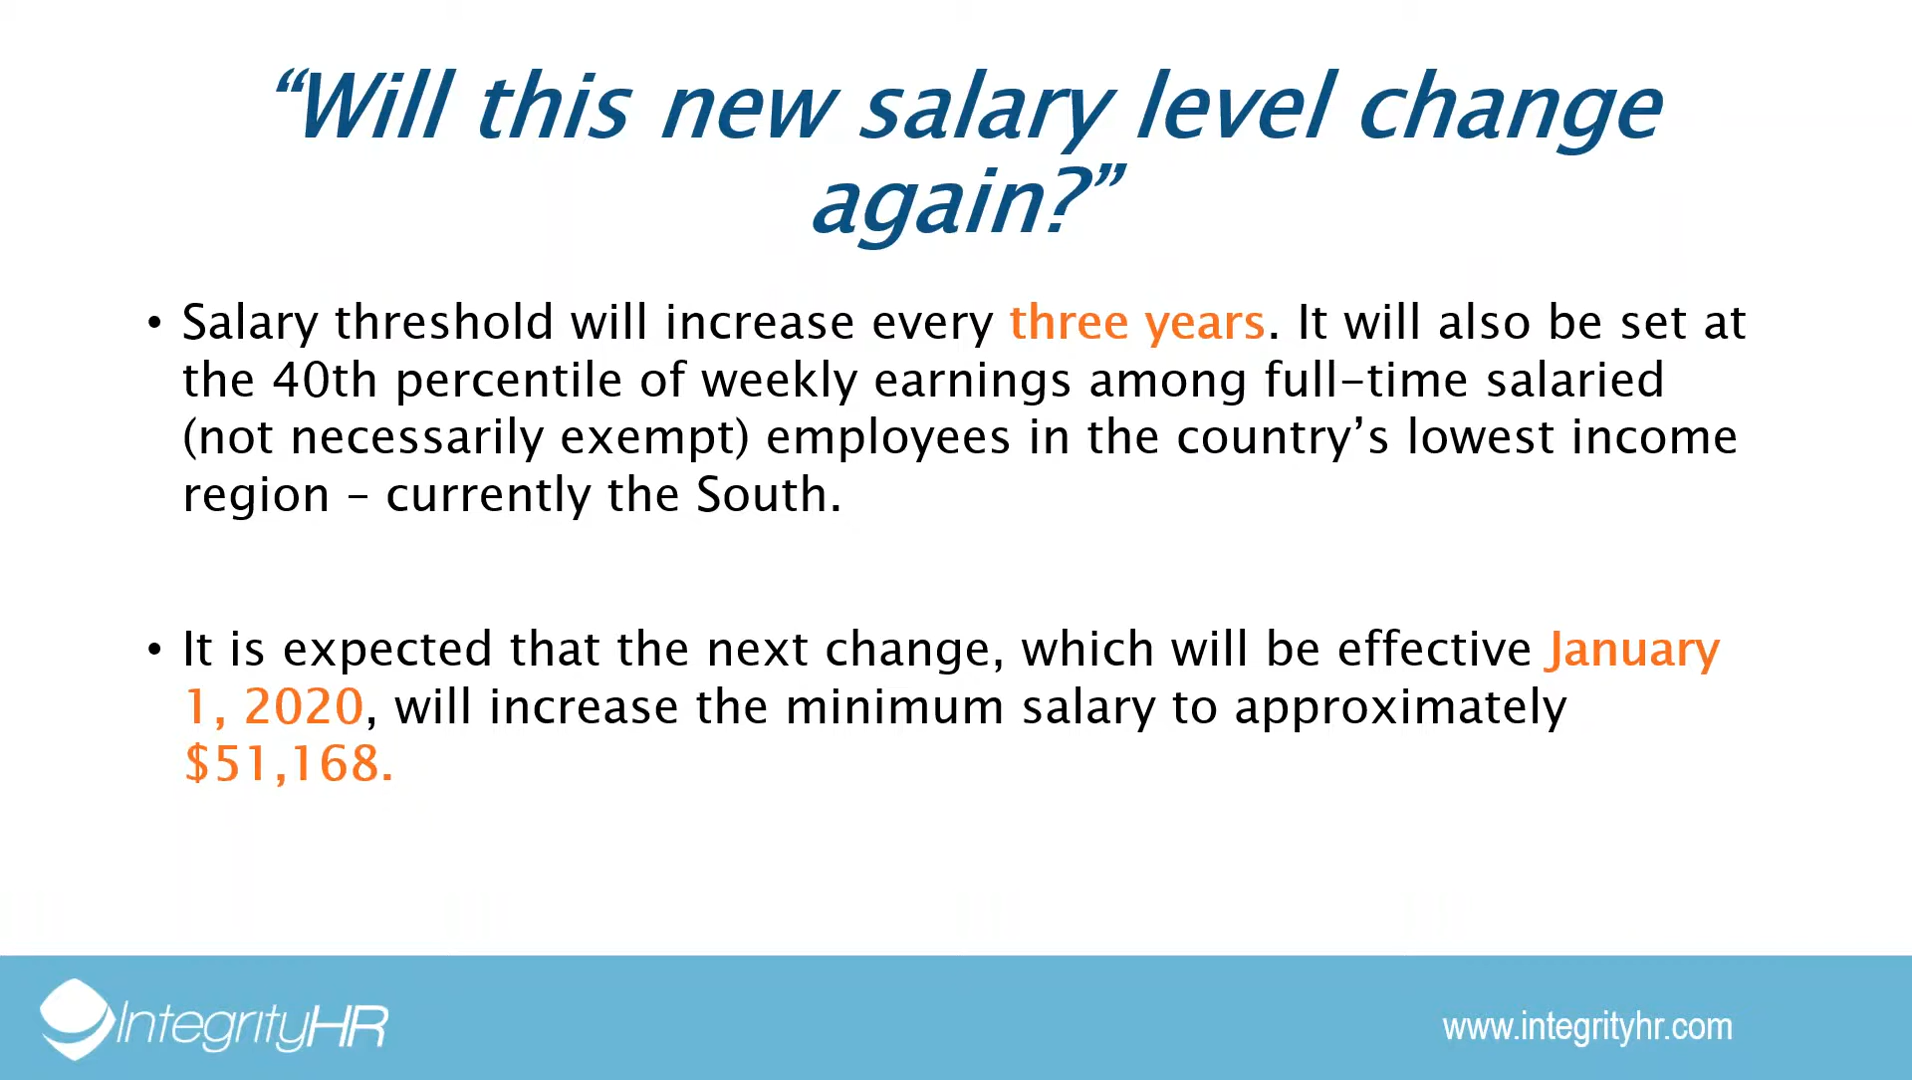 “Will this new salary level change
again?”
• Salary threshold will increase every three years. It will also be set at
the 40th percentile of weekly earnings among full-time salaried
(not necessarily exempt) employees in the country’s lowest income
region – currently the South.
• It is expected that the next change, which will be effective January
1, 2020, will increase the minimum salary to approximately
$51,168.
IntegrityHR
www.integrityhr.com